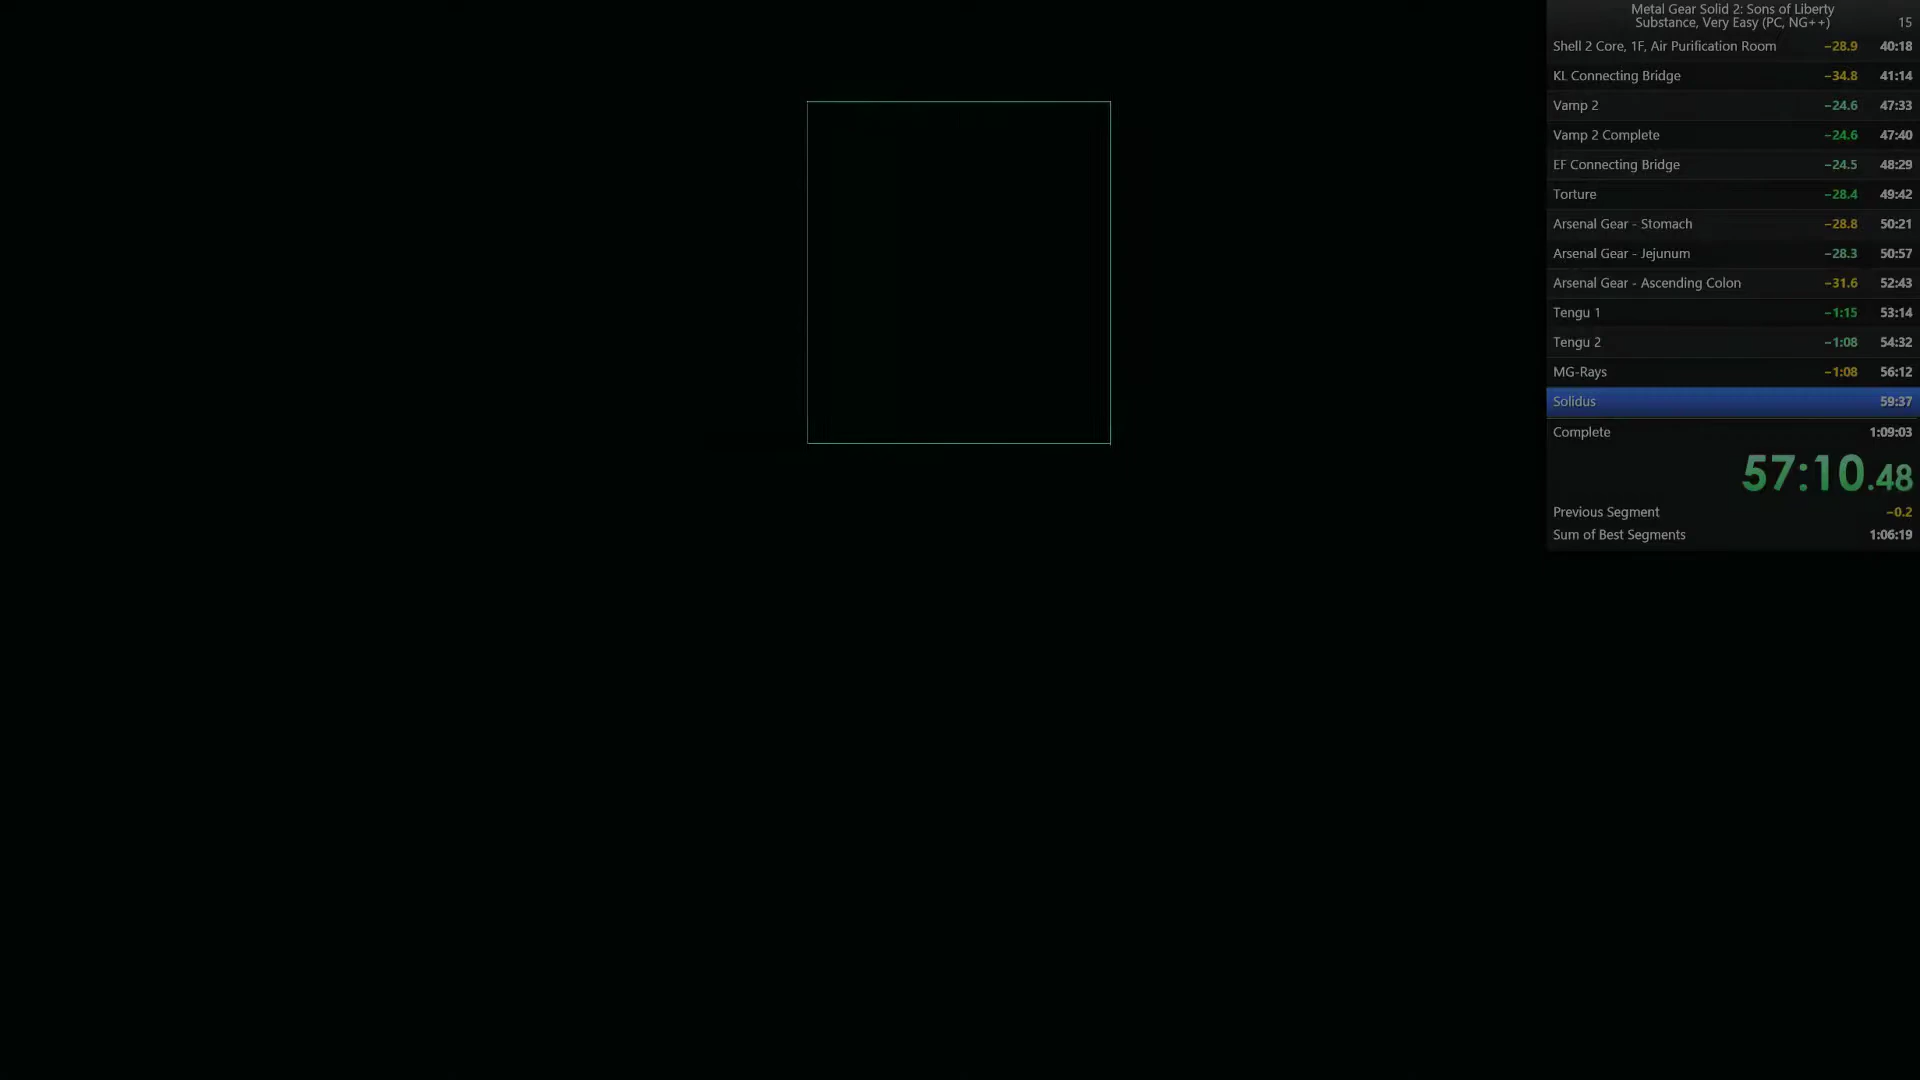 Metal Gear Solid 2: Sons of Liberty
Substance, Very Easy (PC, NG++) 15
Shell 2 Core, 1F, Air Purification Room −28.9 40:18
KL Connecting Bridge −34.8 41:14
Vamp 2 −24.6 47:33
Vamp 2 Complete −24.6 47:40
EF Connecting Bridge −24.5 48:29
Torture −28.4 49:42
Arsenal Gear - Stomach −28.8 50:21
Arsenal Gear - Jejunum −28.3 50:57
Arsenal Gear - Ascending Colon −31.6 52:43
Tengu 1 −1:15 53:14
Tengu 2 −1:08 54:32
MG-Rays −1:08 56:12
Solidus 59:37
Complete 1:09:03
57:10.48
Previous Segment −0.2
Sum of Best Segments 1:06:19